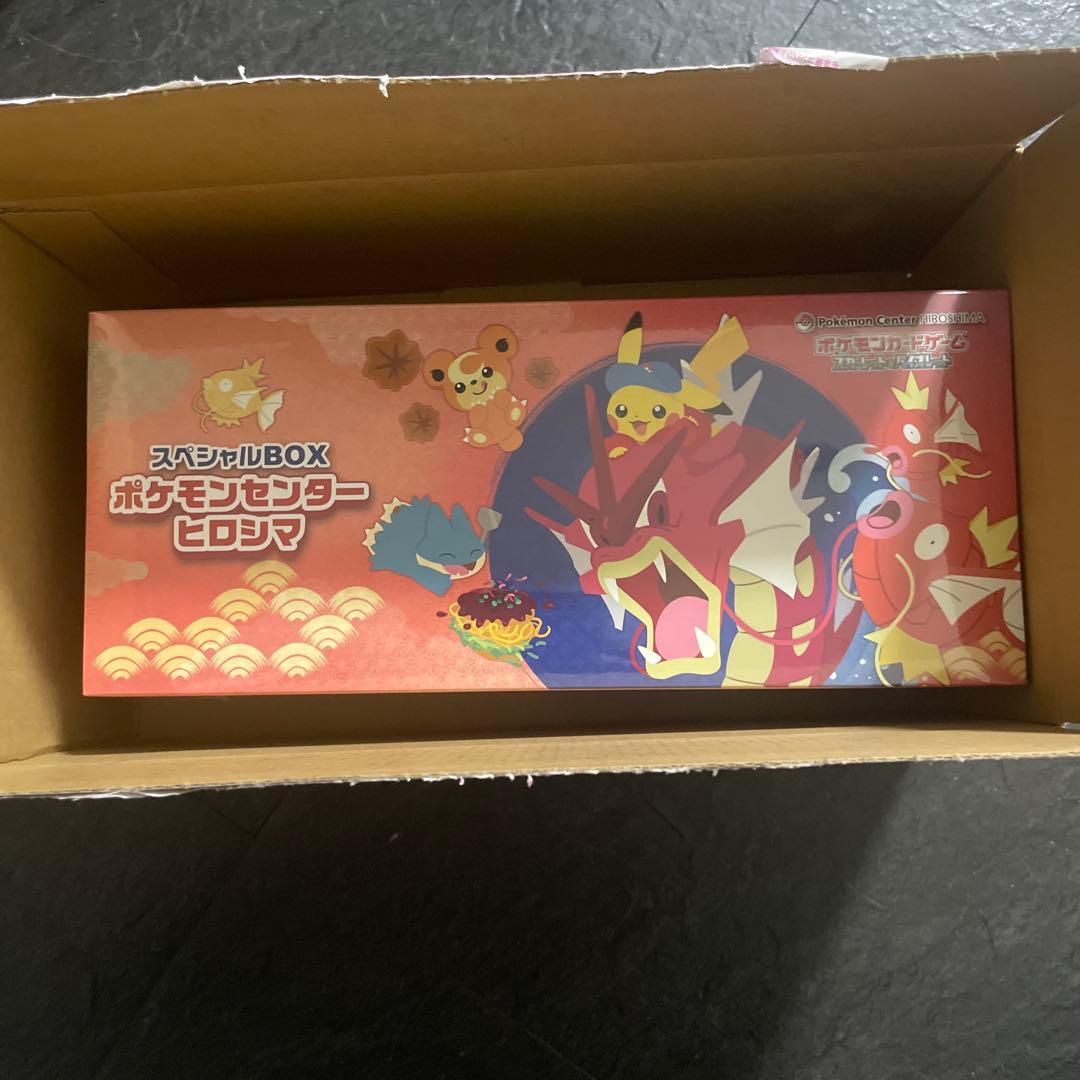 Pokémon Center HIROSHIMA
ポケモンカードゲーム
スカーレット&バイオレット
スペシャルBOX
ポケモンセンター
ヒロシマ